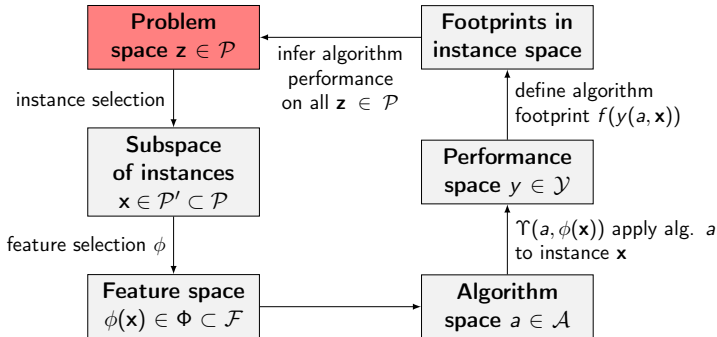 Problem
space z ∈ 𝒫
instance selection
Subspace
of instances
x ∈ 𝒫′ ⊂ 𝒫
feature selection ϕ
Feature space
ϕ(x) ∈ Φ ⊂ ℱ
Algorithm
space a ∈ 𝒜
ϒ(a, ϕ(x)) apply alg. a
to instance x
Performance
space y ∈ 𝒴
define algorithm
footprint f(y(a, x))
Footprints in
instance space
infer algorithm
performance
on all z ∈ 𝒫